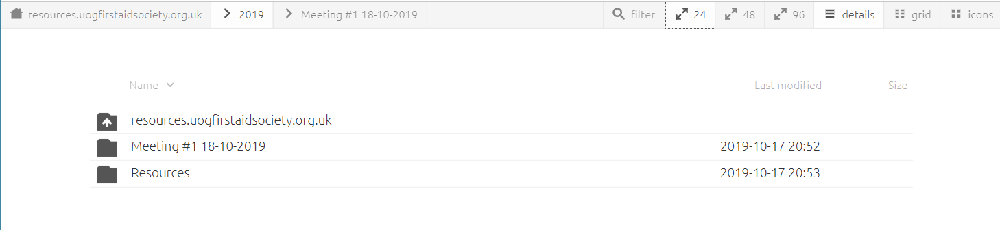 resources.uogfirstaidsociety.org.uk 2019 Meeting #1 18-10-2019 filter 24 48 96 details grid icons
Name Last modified Size
resources.uogfirstaidsociety.org.uk
Meeting #1 18-10-2019 2019-10-17 20:52
Resources 2019-10-17 20:53